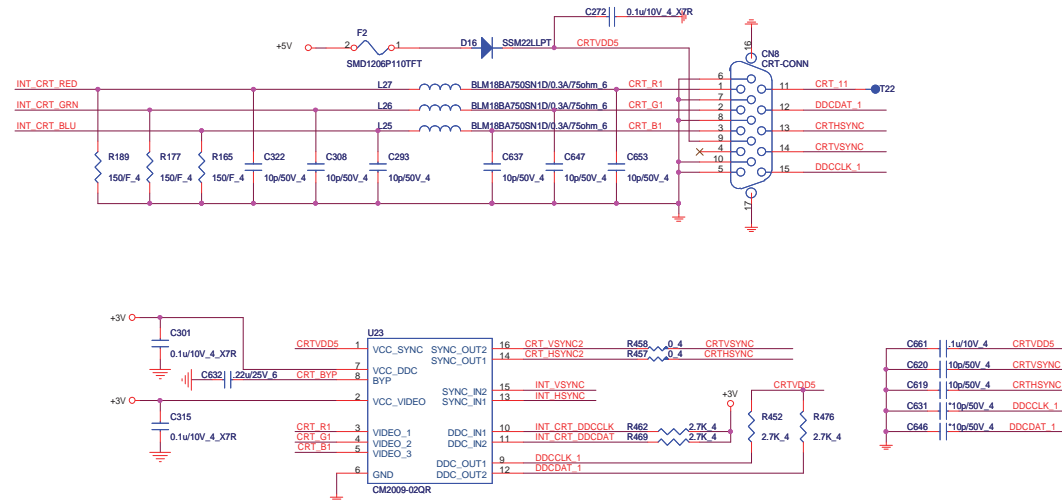 C272 0.1u/10V_4_X7R
F2
+5V 2 1
SMD1206P110TFT
D16 SSM22LLPT
CRTVDD5
16
CN8
CRT-CONN
INT_CRT_RED L27 BLM18BA750SN1D/0.3A/75ohm_6 CRT_R1 6 1 11 CRT_11 T22
INT_CRT_GRN L26 BLM18BA750SN1D/0.3A/75ohm_6 CRT_G1 7 2 12 DDCDAT_1
INT_CRT_BLU L25 BLM18BA750SN1D/0.3A/75ohm_6 CRT_B1 8 3 13 CRTHSYNC
9 4 14 CRTVSYNC
10 5 15 DDCCLK_1
R189 R177 R165 C322 C308 C293 C637 C647 C653
150/F_4 150/F_4 150/F_4 10p/50V_4 10p/50V_4 10p/50V_4 10p/50V_4 10p/50V_4 10p/50V_4
17
+3V
C301
0.1u/10V_4_X7R
C632 .22u/25V_6 CRT_BYP
+3V
C315
0.1u/10V_4_X7R
U23
CRTVDD5 1 VCC_SYNC SYNC_OUT2 16 CRT_VSYNC2 R458 0_4 CRTVSYNC
SYNC_OUT1 14 CRT_HSYNC2 R457 0_4 CRTHSYNC
7 VCC_DDC
8 BYP
SYNC_IN2 15 INT_VSYNC
2 VCC_VIDEO SYNC_IN1 13 INT_HSYNC
CRT_R1 3 VIDEO_1 DDC_IN1 10 INT_CRT_DDCCLK R462 2.7K_4
CRT_G1 4 VIDEO_2 DDC_IN2 11 INT_CRT_DDCDAT R469 2.7K_4
CRT_B1 5 VIDEO_3
DDC_OUT1 9 DDCCLK_1
6 GND DDC_OUT2 12 DDCDAT_1
CM2009-02QR
+3V
CRTVDD5
R452 R476
2.7K_4 2.7K_4
C661 .1u/10V_4 CRTVDD5
C620 10p/50V_4 CRTVSYNC
C619 10p/50V_4 CRTHSYNC
C631 *10p/50V_4 DDCCLK_1
C646 *10p/50V_4 DDCDAT_1